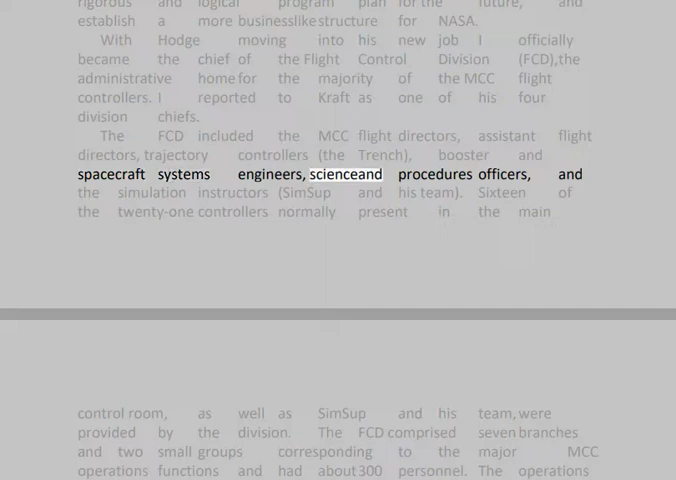 rigorous and logical program plan for the future, and
establish a more businesslike structure for NASA.
With Hodge moving into his new job I officially
became the chief of the Flight Control Division (FCD),the
administrative home for the majority of the MCC flight
controllers. I reported to Kraft as one of his four
division chiefs.
The FCD included the MCC flight directors, assistant flight
directors, trajectory controllers (the Trench), booster and
spacecraft systems engineers, scienceand procedures officers, and
the simulation instructors (SimSup and his team). Sixteen of
the twenty-one controllers normally present in the main
control room, as well as SimSup and his team, were
provided by the division. The FCD comprised seven branches
and two small groups corresponding to the major MCC
operations functions and had about300 personnel. The operations